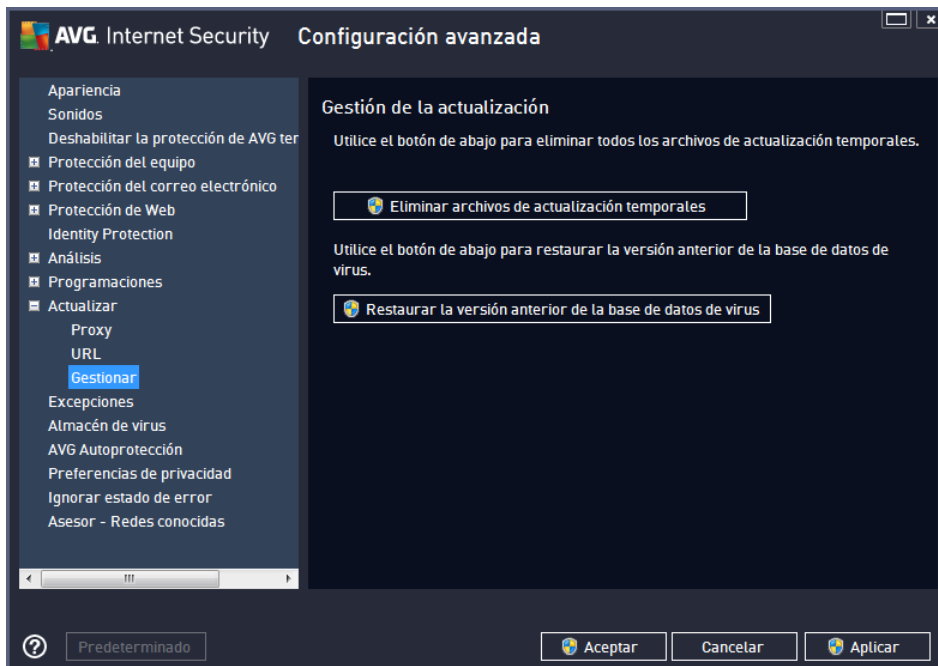 AVG. Internet Security Configuración avanzada
Apariencia
Sonidos
Deshabilitar la protección de AVG ter
Protección del equipo
Protección del correo electrónico
Protección de Web
Identity Protection
Análisis
Programaciones
Actualizar
Proxy
URL
Gestionar
Excepciones
Almacén de virus
AVG Autoprotección
Preferencias de privacidad
Ignorar estado de error
Asesor - Redes conocidas
Gestión de la actualización
Utilice el botón de abajo para eliminar todos los archivos de actualización temporales.
Eliminar archivos de actualización temporales
Utilice el botón de abajo para restaurar la versión anterior de la base de datos de
virus.
Restaurar la versión anterior de la base de datos de virus
Predeterminado
Aceptar
Cancelar
Aplicar